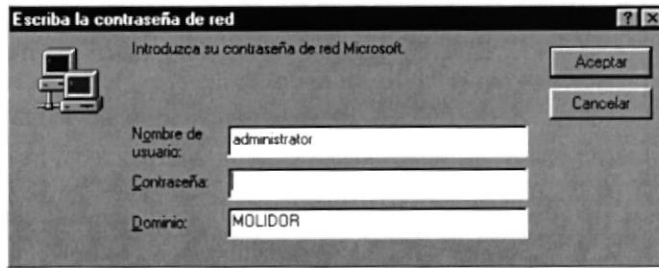 Escriba la contraseña de red
Introduzca su contraseña de red Microsoft.
Aceptar
Cancelar
Nombre de
usuario:
administrator
Contraseña:
Dominio:
MOLIDOR